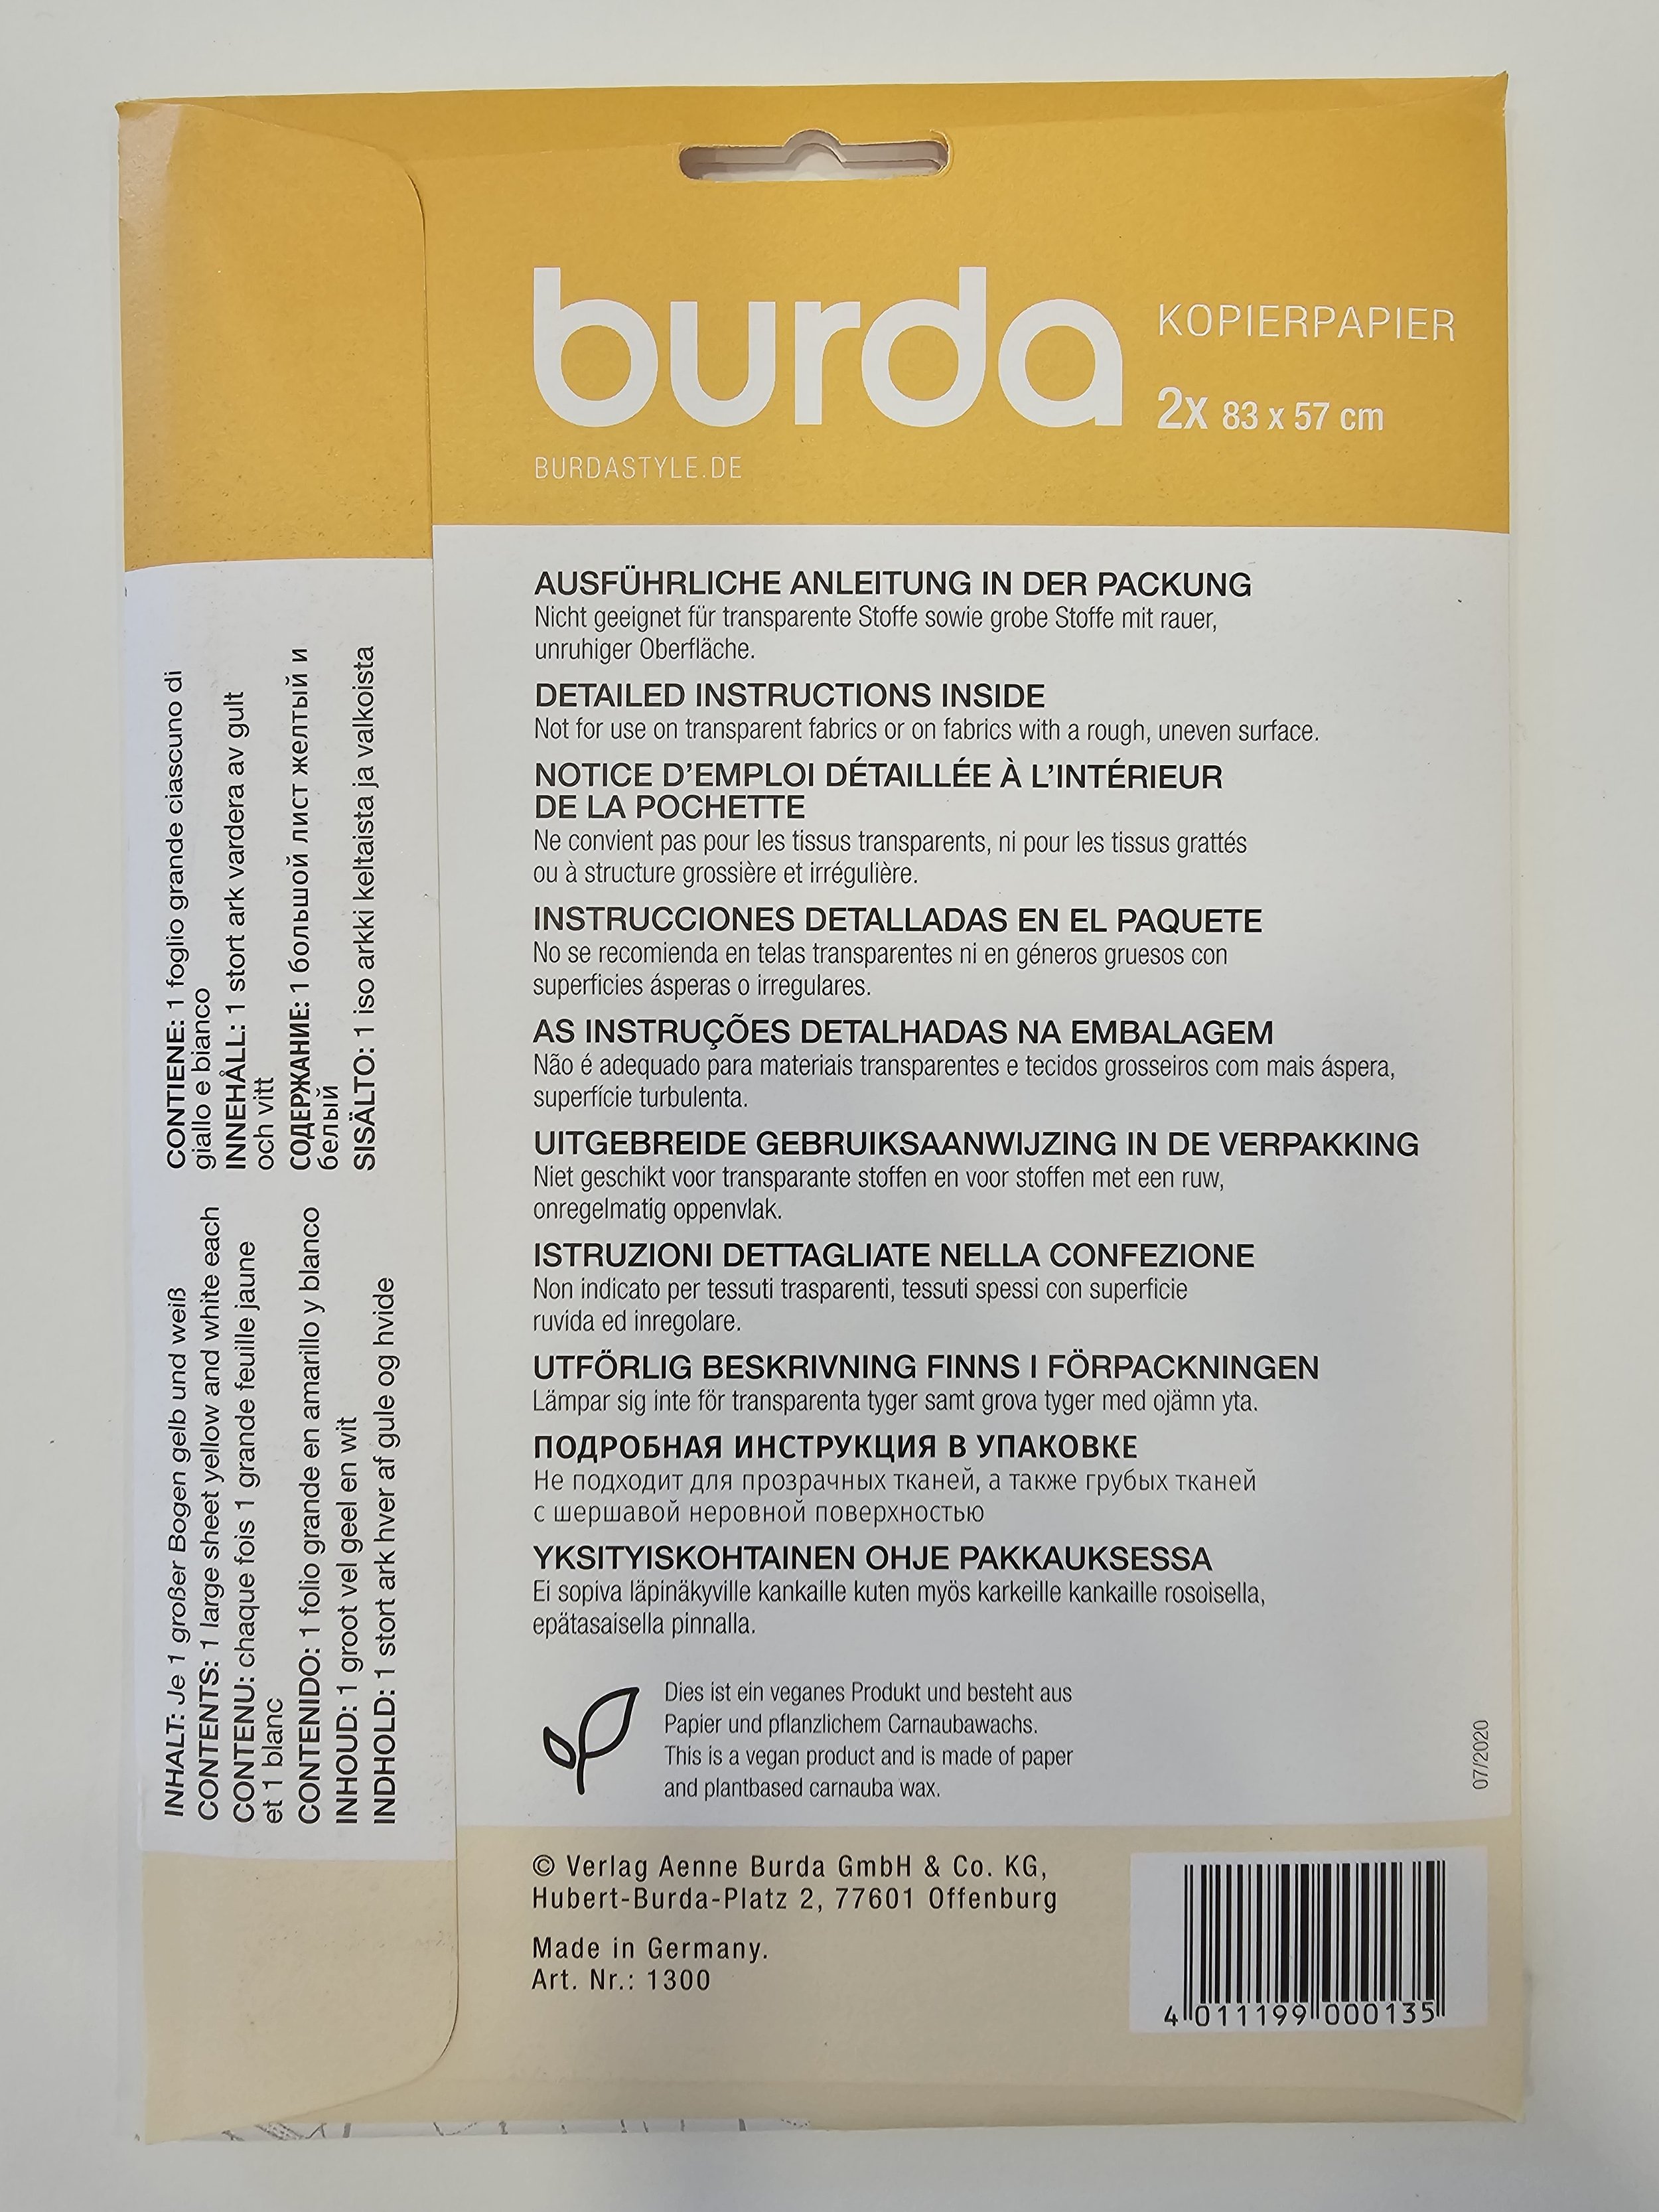 burda
KOPIERPAPIER
2x 83 x 57 cm
BURDASTYLE.DE
AUSFÜHRLICHE ANLEITUNG IN DER PACKUNG
Nicht geeignet für transparente Stoffe sowie grobe Stoffe mit rauer,
unruhiger Oberfläche.
DETAILED INSTRUCTIONS INSIDE
Not for use on transparent fabrics or on fabrics with a rough, uneven surface.
NOTICE D’EMPLOI DÉTAILLÉE À L’INTÉRIEUR
DE LA POCHETTE
Ne convient pas pour les tissus transparents, ni pour les tissus grattés
ou à structure grossière et irrégulière.
INSTRUCCIONES DETALLADAS EN EL PAQUETE
No se recomienda en telas transparentes ni en géneros gruesos con
superficies ásperas o irregulares.
AS INSTRUÇÕES DETALHADAS NA EMBALAGEM
Não é adequado para materiais transparentes e tecidos grosseiros com mais áspera,
superfície turbulenta.
UITGEBREIDE GEBRUIKSAANWIJZING IN DE VERPAKKING
Niet geschikt voor transparante stoffen en voor stoffen met een ruw,
onregelmatig oppenvlak.
ISTRUZIONI DETTAGLIATE NELLA CONFEZIONE
Non indicato per tessuti trasparenti, tessuti spessi con superficie
ruvida ed inregolare.
UTFÖRLIG BESKRIVNING FINNS I FÖRPACKNINGEN
Lämpar sig inte för transparenta tyger samt grova tyger med ojämn yta.
ПОДРОБНАЯ ИНСТРУКЦИЯ В УПАКОВКЕ
Не подходит для прозрачных тканей, а также грубых тканей
с шершавой неровной поверхностью
YKSITYISKOHTAINEN OHJE PAKKAUKSESSA
Ei sopiva läpinäkyville kankaille kuten myös karkeille kankaille rosoisella,
epätasaisella pinnalla.
Dies ist ein veganes Produkt und besteht aus
Papier und pflanzlichem Carnaubawachs.
This is a vegan product and is made of paper
and plantbased carnauba wax.
07/2020
© Verlag Aenne Burda GmbH & Co. KG,
Hubert-Burda-Platz 2, 77601 Offenburg
Made in Germany.
Art. Nr.: 1300
4 011199 000135
INHALT: Je 1 großer Bogen gelb und weiß
CONTENTS: 1 large sheet yellow and white each
CONTENU: chaque fois 1 grande feuille jaune
et 1 blanc
CONTENIDO: 1 folio grande en amarillo y blanco
INHOUD: 1 groot vel geel en wit
INDHOLD: 1 stort ark hver af gule og hvide
CONTIENE: 1 foglio grande ciascuno di
giallo e bianco
INNEHÅLL: 1 stort ark vardera av gult
och vitt
СОДЕРЖАНИЕ: 1 большой лист желтый и
белый
SISÄLTO: 1 iso arkki keltaista ja valkoista